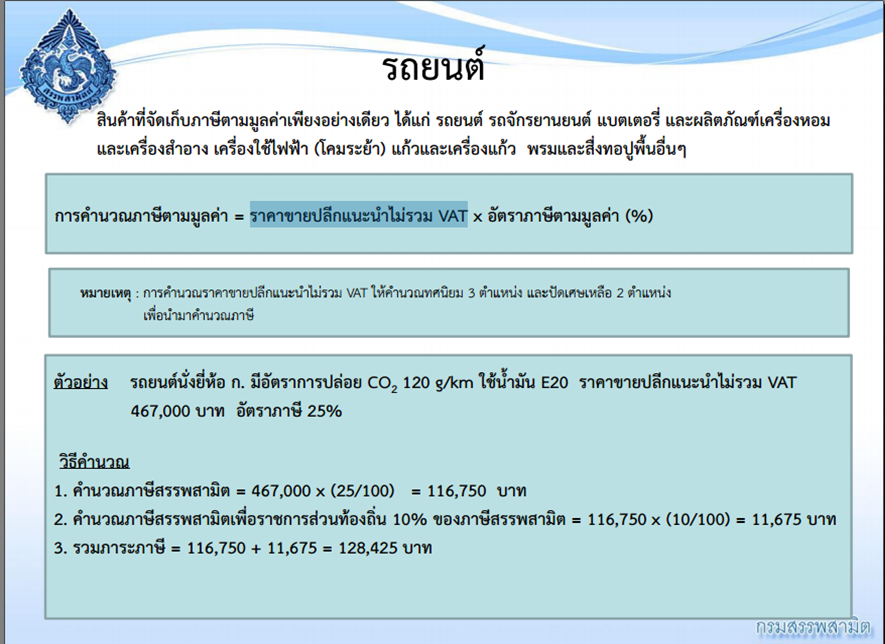 รถยนต์
สินค้าที่จัดเก็บภาษีตามมูลค่าเพียงอย่างเดียว ได้แก่ รถยนต์ รถจักรยานยนต์ แบตเตอรี่ และผลิตภัณฑ์เครื่องหอม
และเครื่องสำอาง เครื่องใช้ไฟฟ้า (โคมระย้า) แก้วและเครื่องแก้ว พรมและสิ่งทอปูพื้นอื่นๆ
การคำนวณภาษีตามมูลค่า = ราคาขายปลีกแนะนำไม่รวม VAT x อัตราภาษีตามมูลค่า (%)
หมายเหตุ : การคำนวณราคาขายปลีกแนะนำไม่รวม VAT ให้คำนวณทศนิยม 3 ตำแหน่ง และปัดเศษเหลือ 2 ตำแหน่ง
เพื่อนำมาคำนวณภาษี
ตัวอย่าง รถยนต์นั่งยี่ห้อ ก. มีอัตราการปล่อย CO2 120 g/km ใช้น้ำมัน E20 ราคาขายปลีกแนะนำไม่รวม VAT
467,000 บาท อัตราภาษี 25%
วิธีคำนวณ
1. คำนวณภาษีสรรพสามิต = 467,000 x (25/100) = 116,750 บาท
2. คำนวณภาษีสรรพสามิตเพื่อราชการส่วนท้องถิ่น 10% ของภาษีสรรพสามิต = 116,750 x (10/100) = 11,675 บาท
3. รวมภาระภาษี = 116,750 + 11,675 = 128,425 บาท
กรมสรรพสามิต